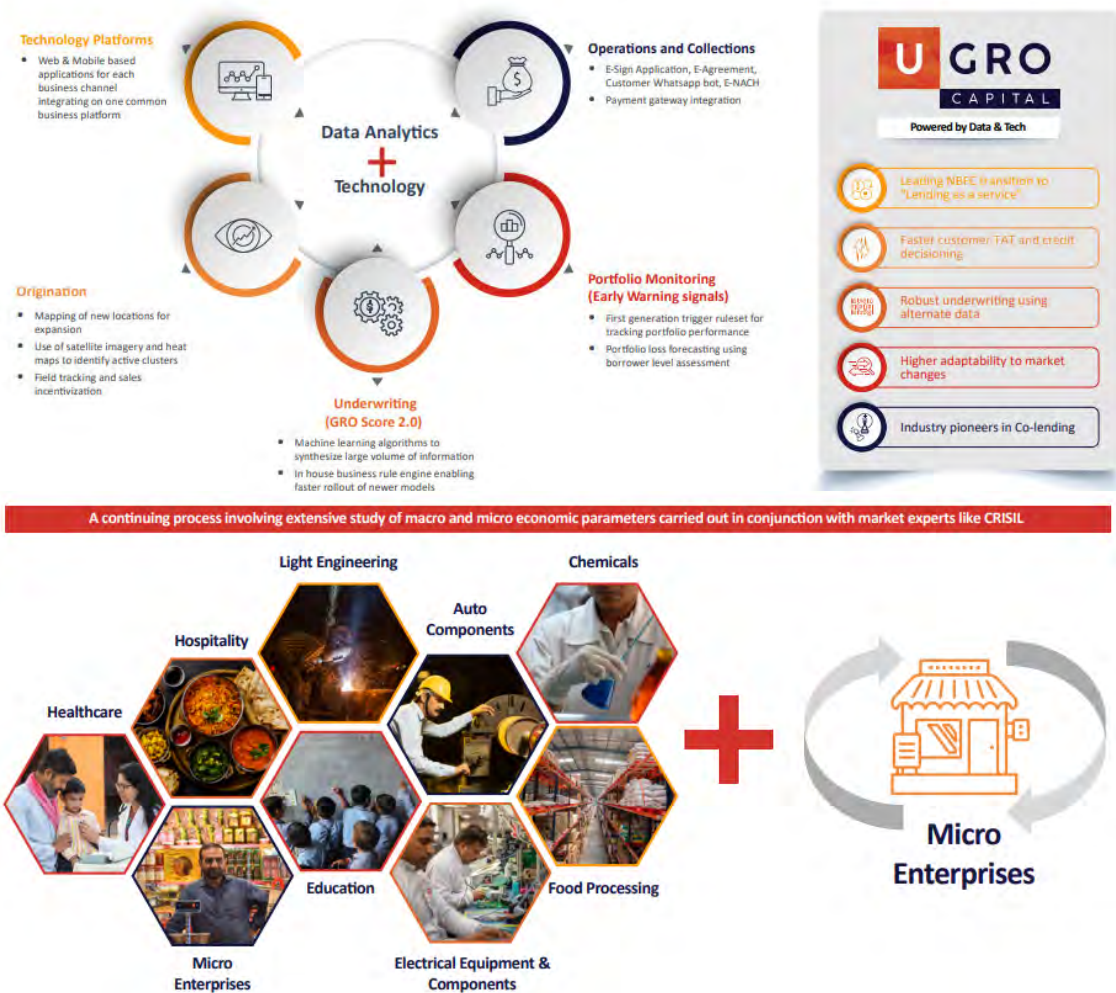 Technology Platforms
▪ Web & Mobile based
applications for each
business channel
integrating on one common
business platform
Operations and Collections
▪ E-Sign Application, E-Agreement,
Customer Whatsapp bot, E-NACH
▪ Payment gateway integration
Data Analytics
+
Technology
Origination
▪ Mapping of new locations for
expansion
▪ Use of satellite imagery and heat
maps to identify active clusters
▪ Field tracking and sales
incentivization
Portfolio Monitoring
(Early Warning signals)
▪ First generation trigger ruleset for
tracking portfolio performance
▪ Portfolio loss forecasting using
borrower level assessment
Underwriting
(GRO Score 2.0)
▪ Machine learning algorithms to
synthesize large volume of information
▪ In house business rule engine enabling
faster rollout of newer models
U GRO
CAPITAL
Powered by Data & Tech
Leading NBFC transition to
"Lending as a service"
Faster customer TAT and credit
decisioning
Robust underwriting using
alternate data
Higher adaptability to market
changes
Industry pioneers in Co-lending
A continuing process involving extensive study of macro and micro economic parameters carried out in conjunction with market experts like CRISIL
Light Engineering
Chemicals
Auto
Components
Hospitality
Healthcare
Education
Food Processing
Micro
Enterprises
Electrical Equipment &
Components
+
Micro
Enterprises